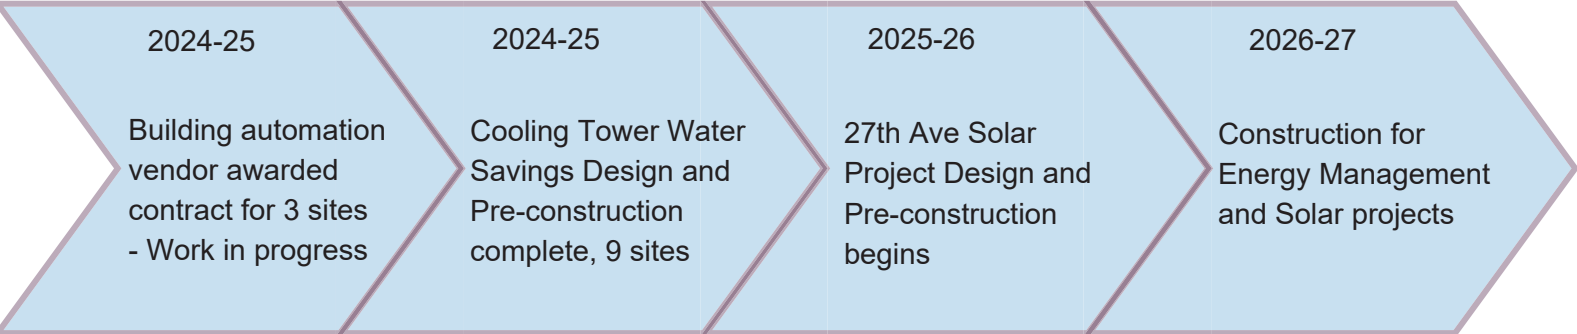 2024-25
Building automation
vendor awarded
contract for 3 sites
- Work in progress
2024-25
Cooling Tower Water
Savings Design and
Pre-construction
complete, 9 sites
2025-26
27th Ave Solar
Project Design and
Pre-construction
begins
2026-27
Construction for
Energy Management
and Solar projects